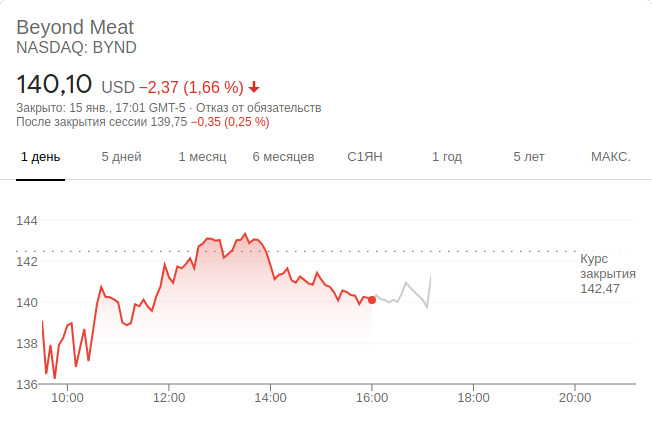 Beyond Meat
NASDAQ: BYND
140,10 USD −2,37 (1,66 %)
Закрыто: 15 янв., 17:01 GMT-5 · Отказ от обязательств
После закрытия сессии 139,75 −0,35 (0,25 %)
1 день 5 дней 1 месяц 6 месяцев С1ЯН 1 год 5 лет МАКС.
144
142
140
138
136
Курс
закрытия
142,47
10:00 12:00 14:00 16:00 18:00 20:00